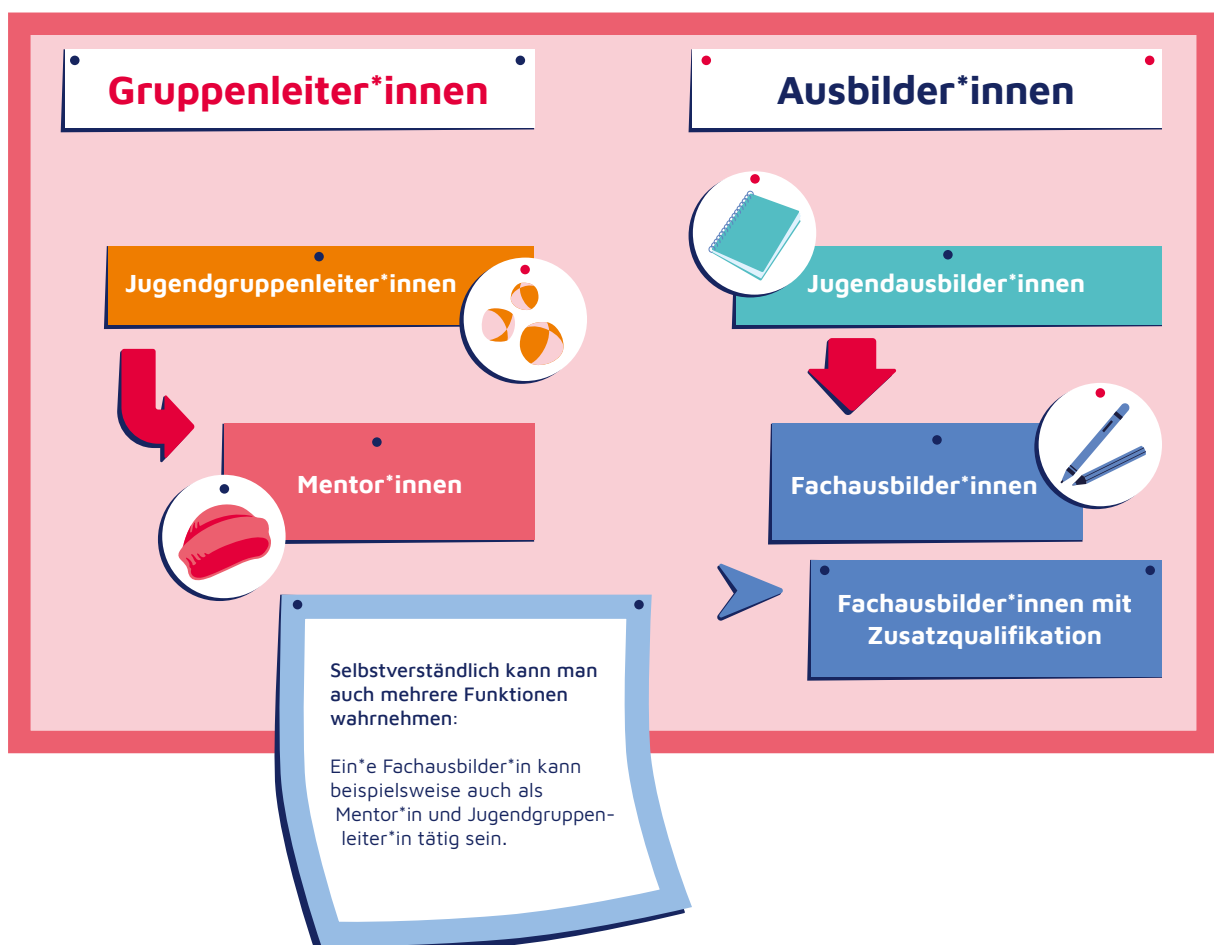 Gruppenleiter*innen
Jugendgruppenleiter*innen
Mentor*innen
Ausbilder*innen
Jugendausbilder*innen
Fachausbilder*innen
Fachausbilder*innen mit
Zusatzqualifikation
Selbstverständlich kann man
auch mehrere Funktionen
wahrnehmen:
Ein*e Fachausbilder*in kann
beispielsweise auch als
Mentor*in und Jugendgruppen-
leiter*in tätig sein.